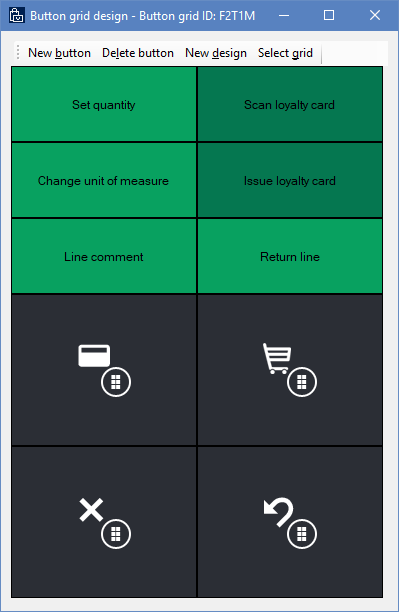 Button grid design - Button grid ID: F2T1M
New button Delete button New design Select grid
Set quantity
Scan loyalty card
Change unit of measure
Issue loyalty card
Line comment
Return line